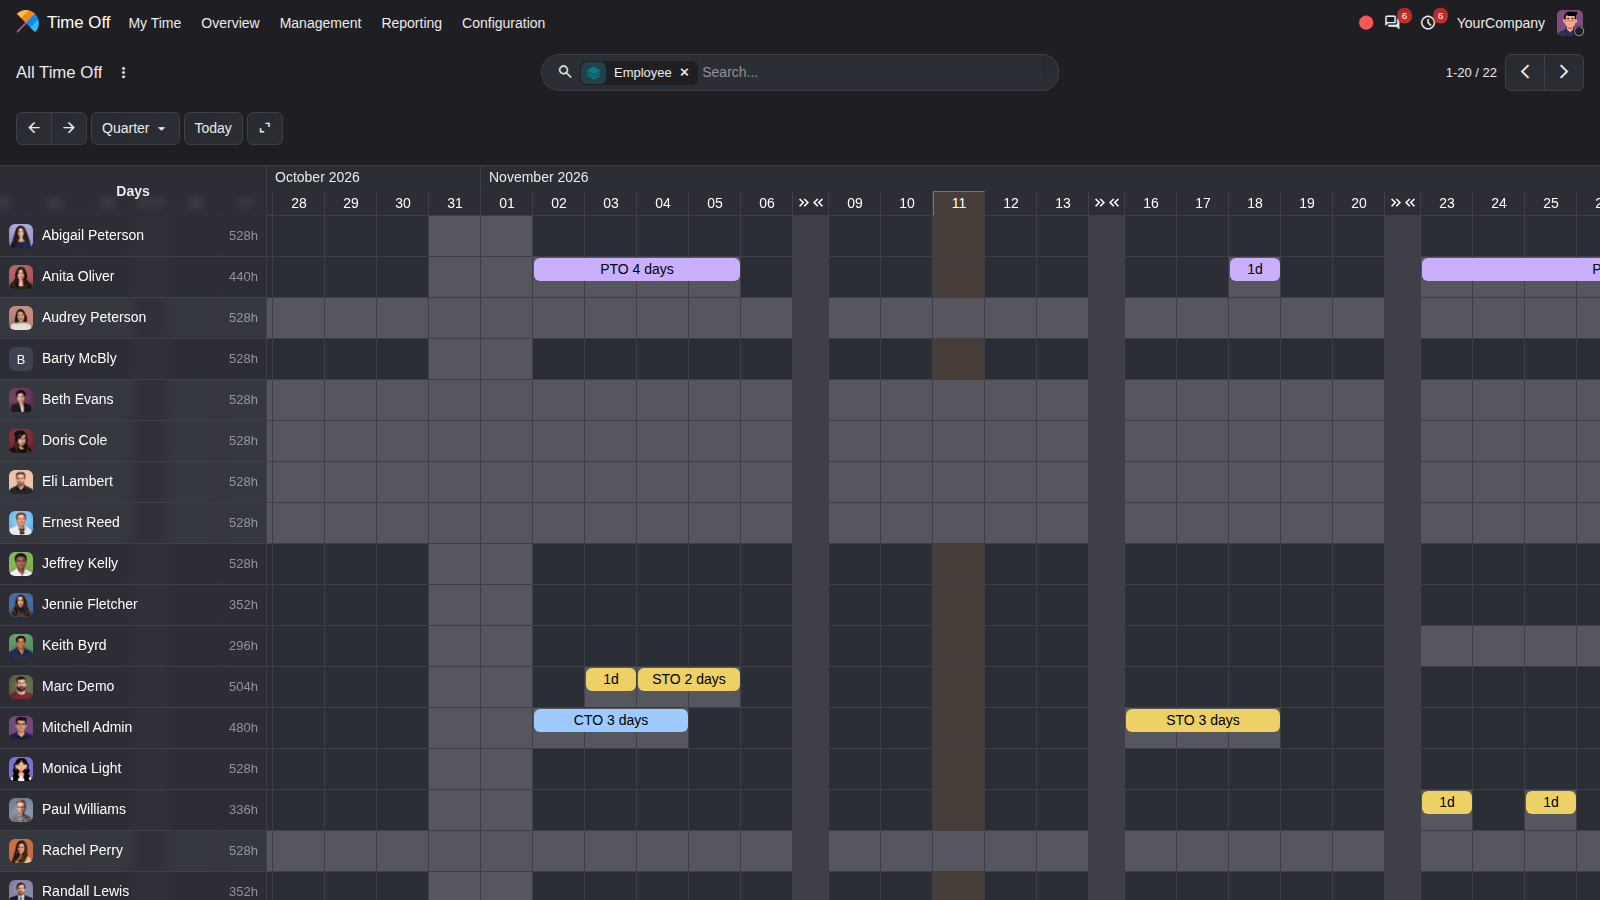 Time Off My Time Overview Management Reporting Configuration 6 6 YourCompany
All Time Off Employee Search... 1-20 / 22
Quarter Today
Days October 2026 November 2026
28 29 30 31 01 02 03 04 05 06 09 10 11 12 13 16 17 18 19 20 23 24 25
Abigail Peterson 528h
Anita Oliver 440h PTO 4 days 1d P
Audrey Peterson 528h
B Barty McBly 528h
Beth Evans 528h
Doris Cole 528h
Eli Lambert 528h
Ernest Reed 528h
Jeffrey Kelly 528h
Jennie Fletcher 352h
Keith Byrd 296h
Marc Demo 504h 1d STO 2 days
Mitchell Admin 480h CTO 3 days STO 3 days
Monica Light 528h
Paul Williams 336h 1d 1d
Rachel Perry 528h
Randall Lewis 352h